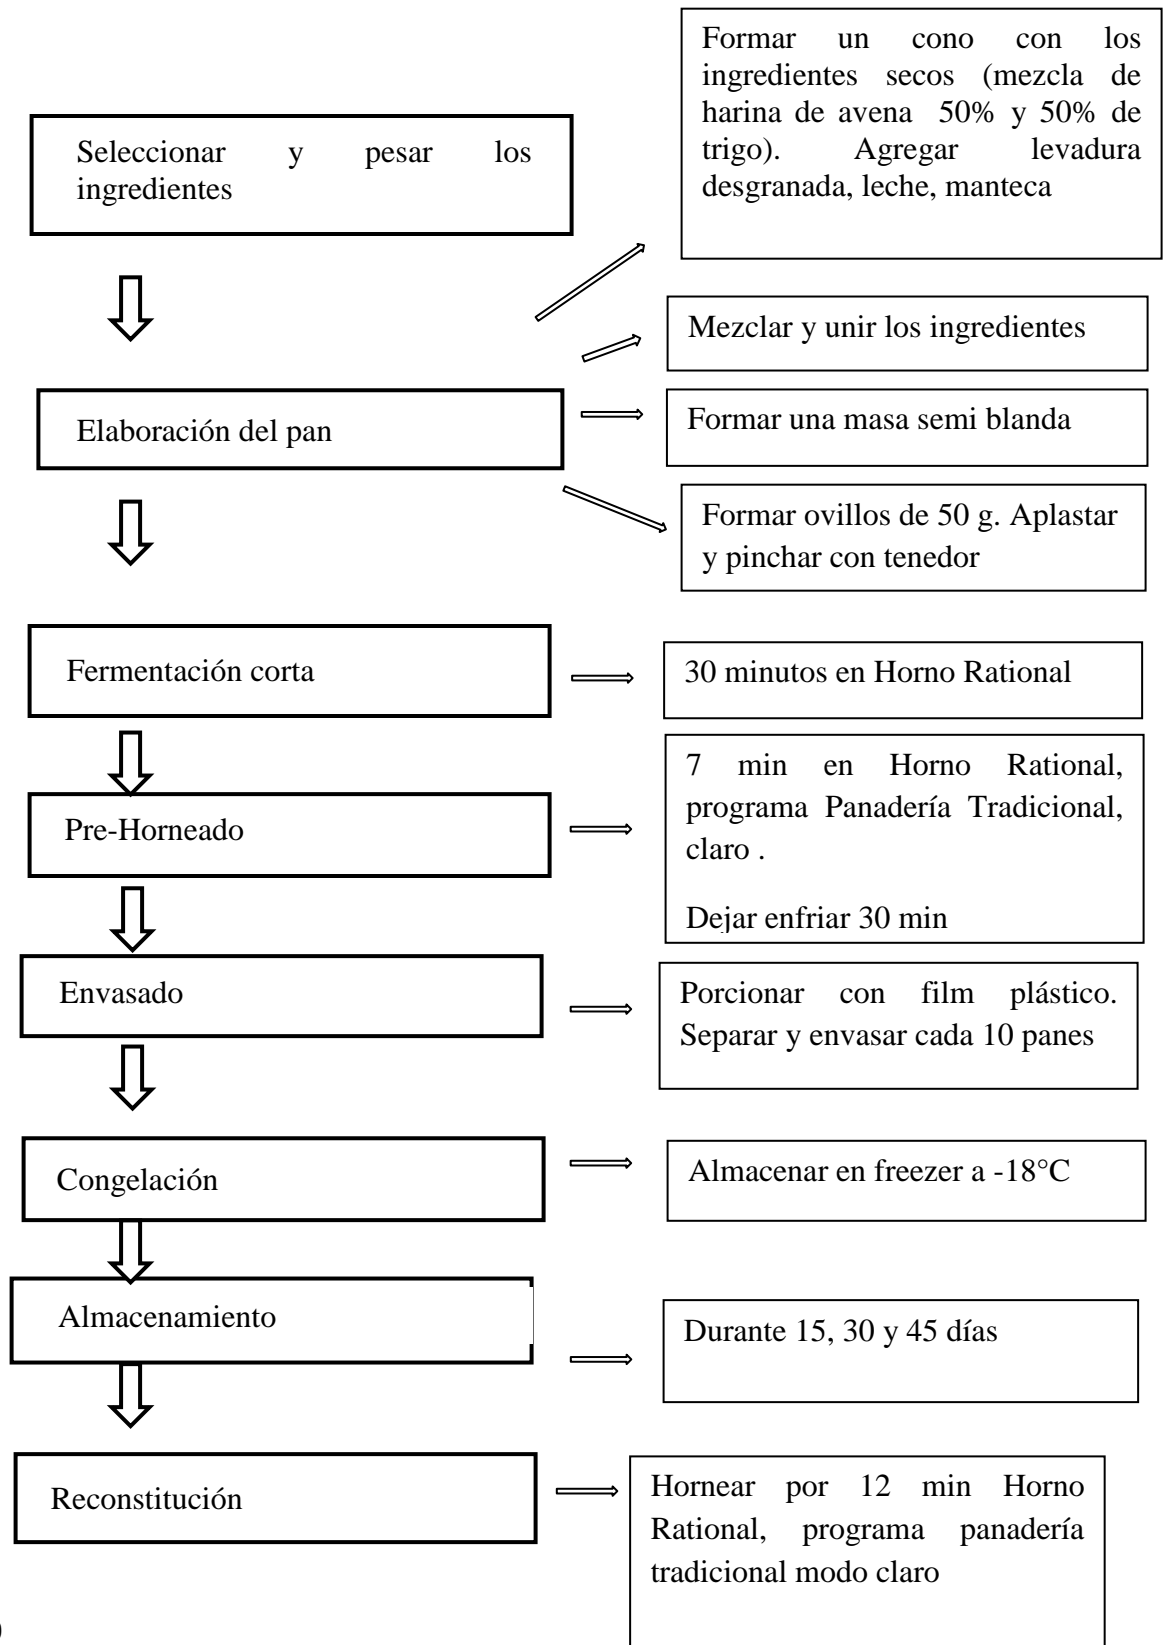 Formar un cono con los
ingredientes secos (mezcla de
harina de avena 50% y 50% de
trigo). Agregar levadura
desgranada, leche, manteca
Seleccionar y pesar los
ingredientes
Mezclar y unir los ingredientes
Elaboración del pan
Formar una masa semi blanda
Formar ovillos de 50 g. Aplastar
y pinchar con tenedor
Fermentación corta
30 minutos en Horno Rational
Pre-Horneado
7 min en Horno Rational,
programa Panadería Tradicional,
claro .
Dejar enfriar 30 min
Envasado
Porcionar con film plástico.
Separar y envasar cada 10 panes
Congelación
Almacenar en freezer a -18°C
Almacenamiento
Durante 15, 30 y 45 días
Reconstitución
Hornear por 12 min Horno
Rational, programa panadería
tradicional modo claro
)